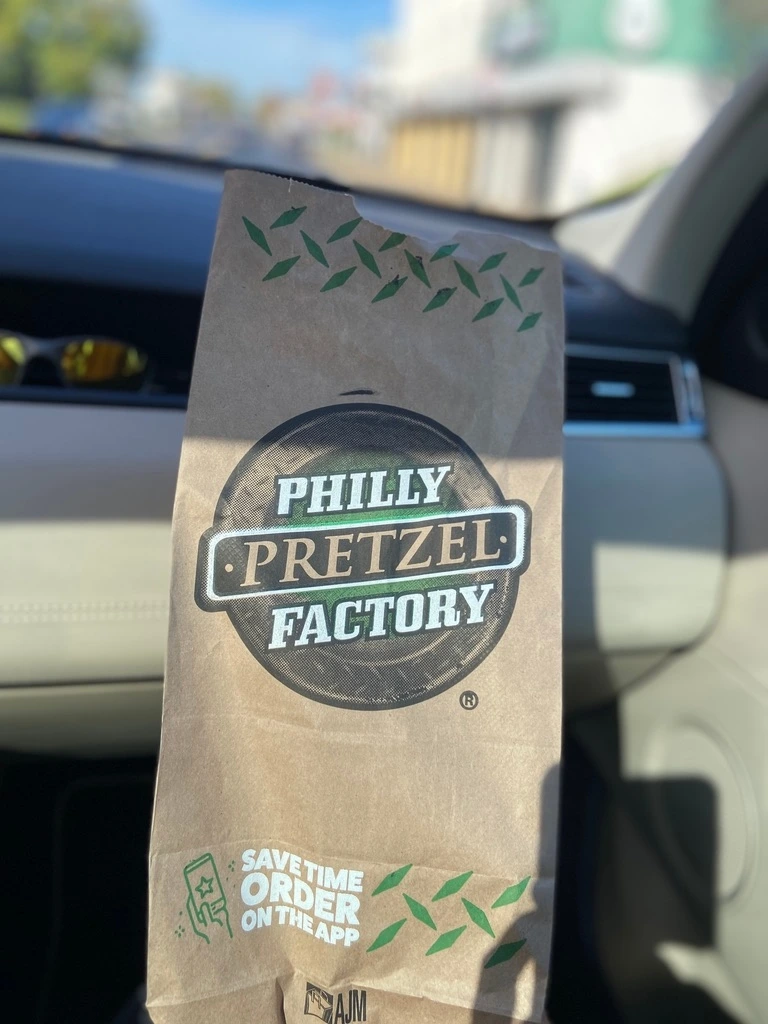 PHILLY
·PRETZEL·
FACTORY
®
SAVE TIME
ORDER
ON THE APP
AJM